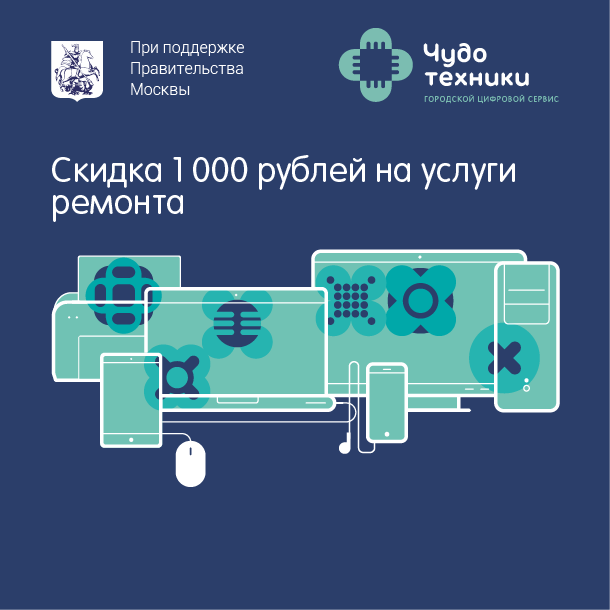 При поддержке
Правительства
Москвы
Чудо
техники
ГОРОДСКОЙ ЦИФРОВОЙ СЕРВИС
Скидка 1 000 рублей на услуги
ремонта